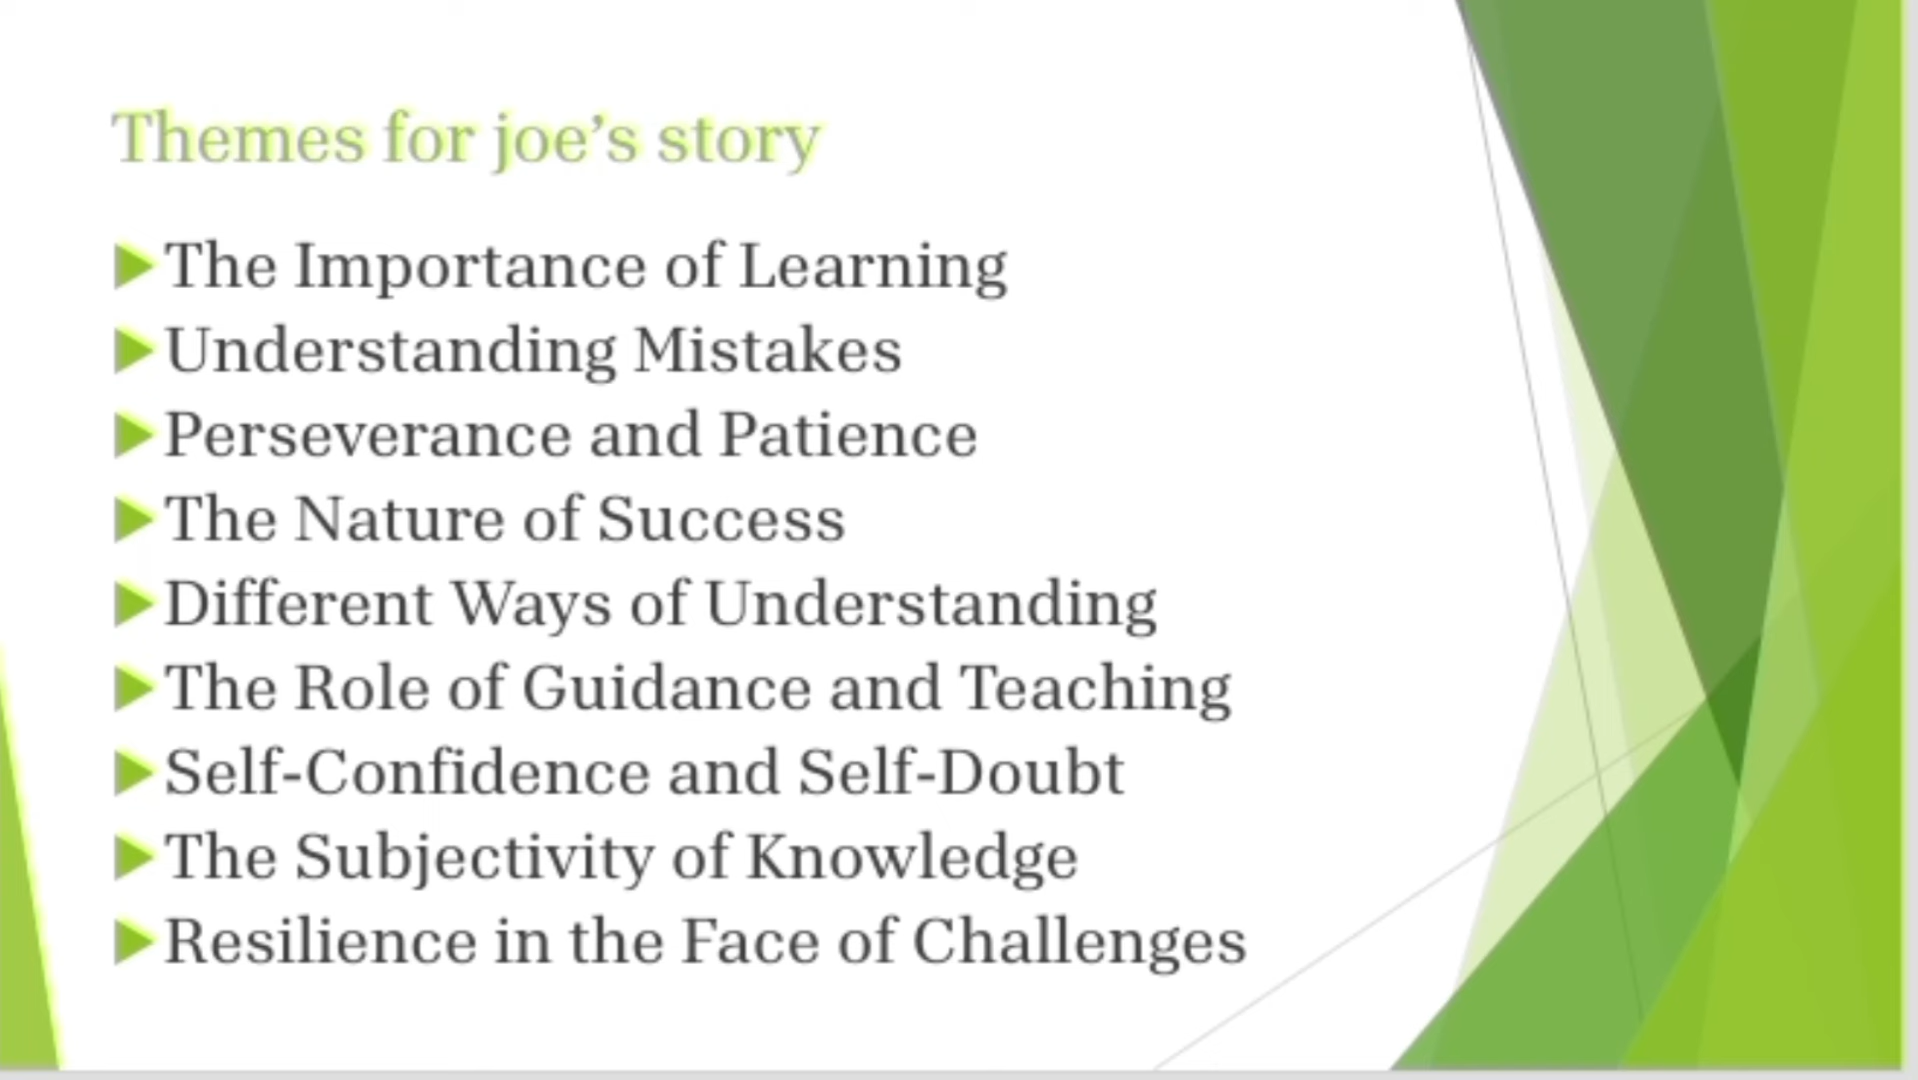 Themes for joe’s story
The Importance of Learning
Understanding Mistakes
Perseverance and Patience
The Nature of Success
Different Ways of Understanding
The Role of Guidance and Teaching
Self-Confidence and Self-Doubt
The Subjectivity of Knowledge
Resilience in the Face of Challenges